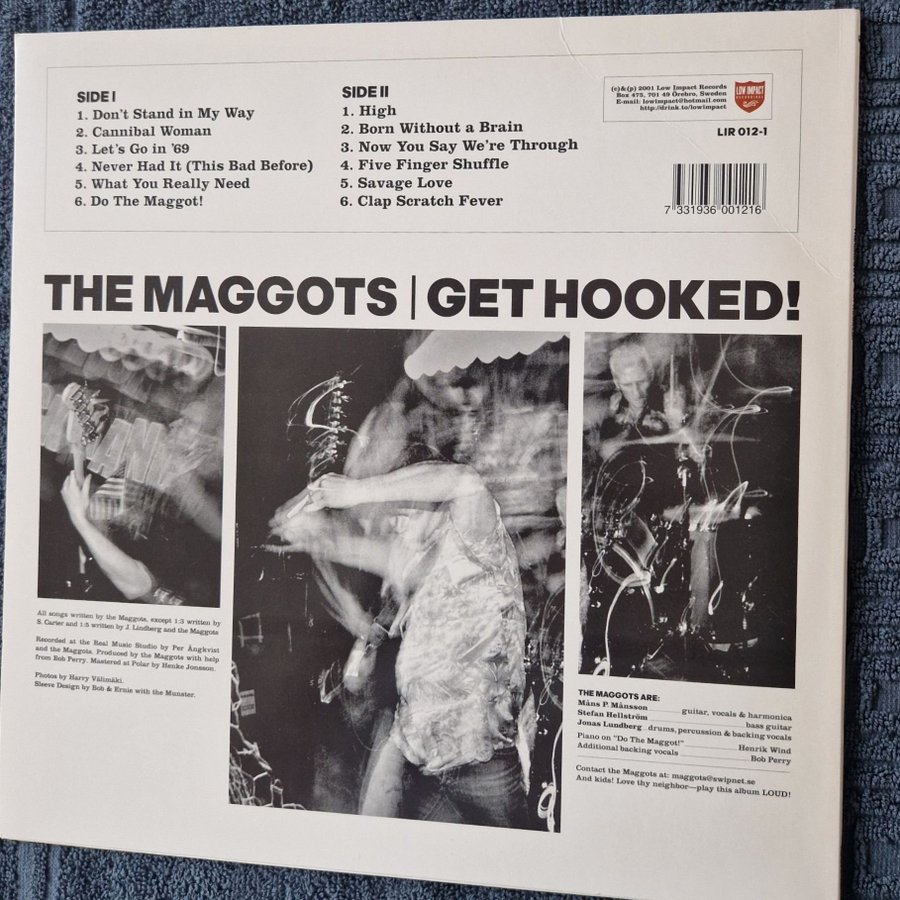 SIDE I
1. Don't Stand in My Way
2. Cannibal Woman
3. Let's Go in '69
4. Never Had It (This Bad Before)
5. What You Really Need
6. Do The Maggot!
SIDE II
1. High
2. Born Without a Brain
3. Now You Say We're Through
4. Five Finger Shuffle
5. Savage Love
6. Clap Scratch Fever
(c)&(p) 2001 Low Impact Records
Box 475, 701 49 Örebro, Sweden
E-mail: lowimpact@hotmail.com
http://drink.to/lowimpact
LOW IMPACT
RECORDINGS
LIR 012-1
7 331936 001216
THE MAGGOTS | GET HOOKED!
All songs written by the Maggots, except 1:3 written by
S. Carter and 1:5 written by J. Lindberg and the Maggots
Recorded at the Real Music Studio by Per Ängkvist
and the Maggots. Produced by the Maggots with help
from Bob Perry. Mastered at Polar by Henke Jonsson.
Photos by Harry Välimäki.
Sleeve Design by Bob & Ernie with the Munster.
THE MAGGOTS ARE:
Måns P. Månsson guitar, vocals & harmonica
Stefan Hellström bass guitar
Jonas Lundberg drums, percussion & backing vocals
Piano on "Do The Maggot!" Henrik Wind
Additional backing vocals Bob Perry
Contact the Maggots at: maggots@swipnet.se
And kids! Love thy neighbor—play this album LOUD!